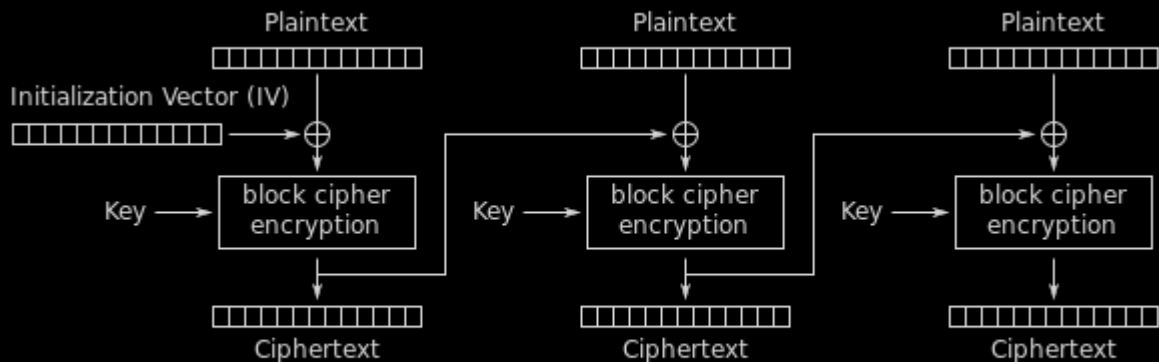 Plaintext
Plaintext
Plaintext
Initialization Vector (IV)
Key
block cipher
encryption
Key
block cipher
encryption
Key
block cipher
encryption
Ciphertext
Ciphertext
Ciphertext